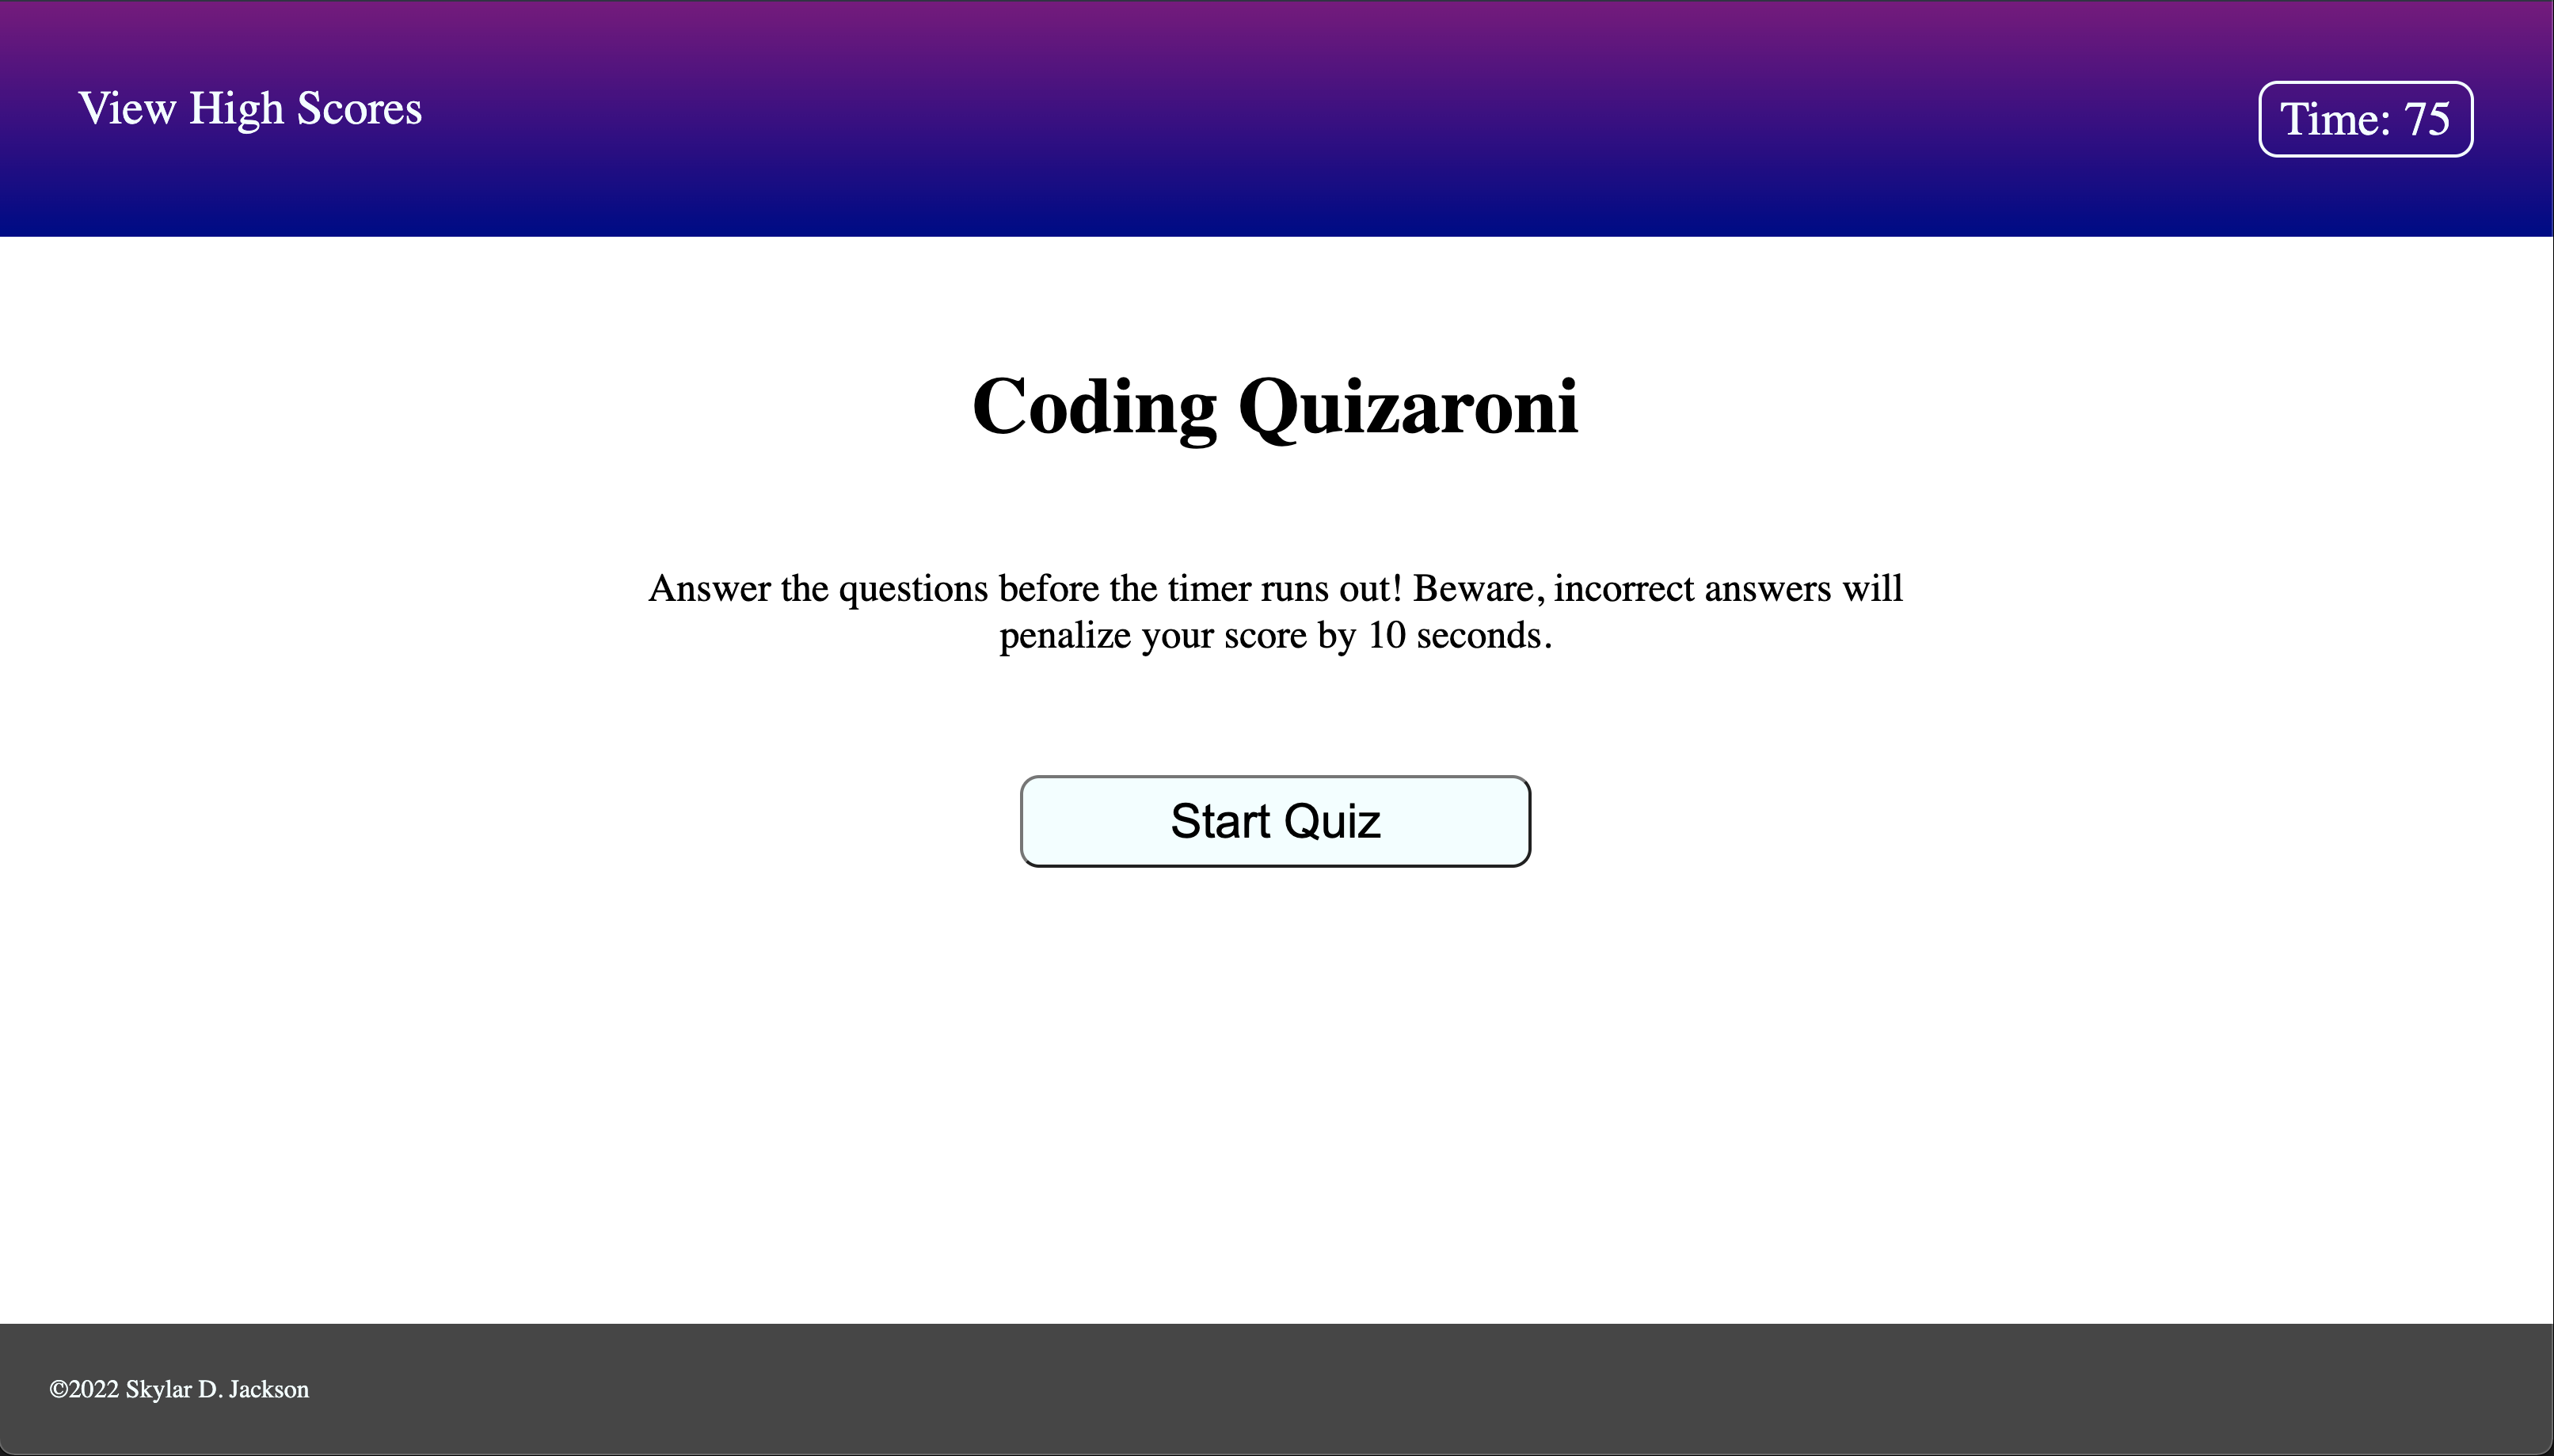 View High Scores
Time: 75
Coding Quizaroni
Answer the questions before the timer runs out! Beware, incorrect answers will
penalize your score by 10 seconds.
Start Quiz
©2022 Skylar D. Jackson